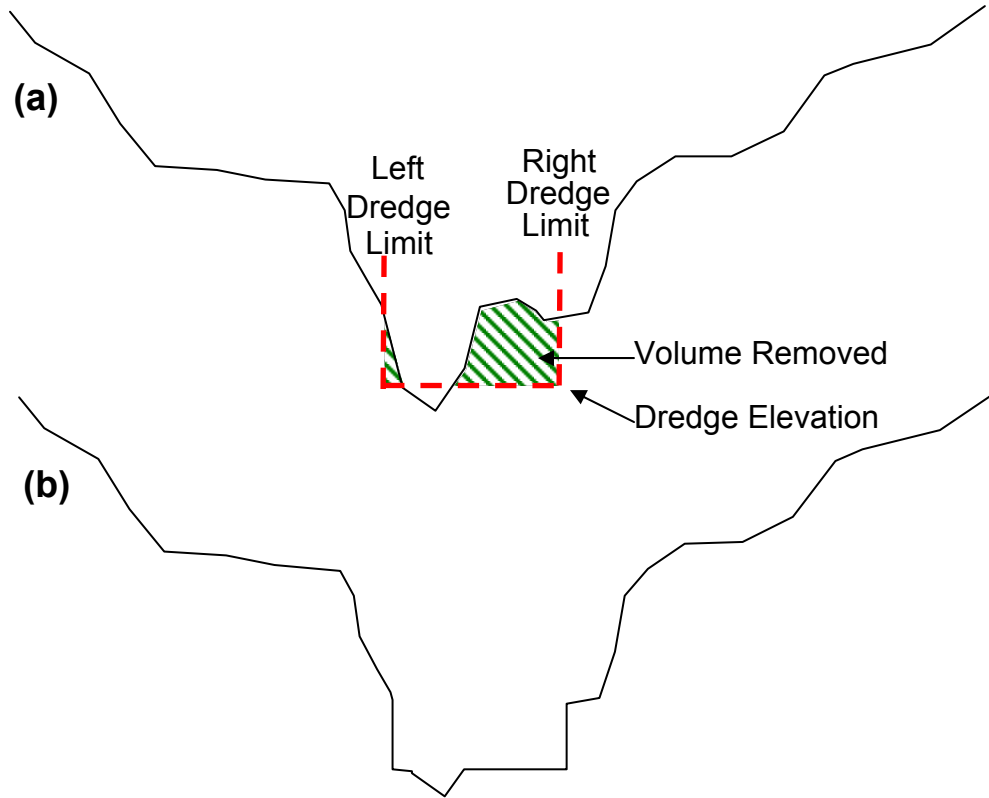 (a)
Left
Dredge
Limit
Right
Dredge
Limit
Volume Removed
Dredge Elevation
(b)